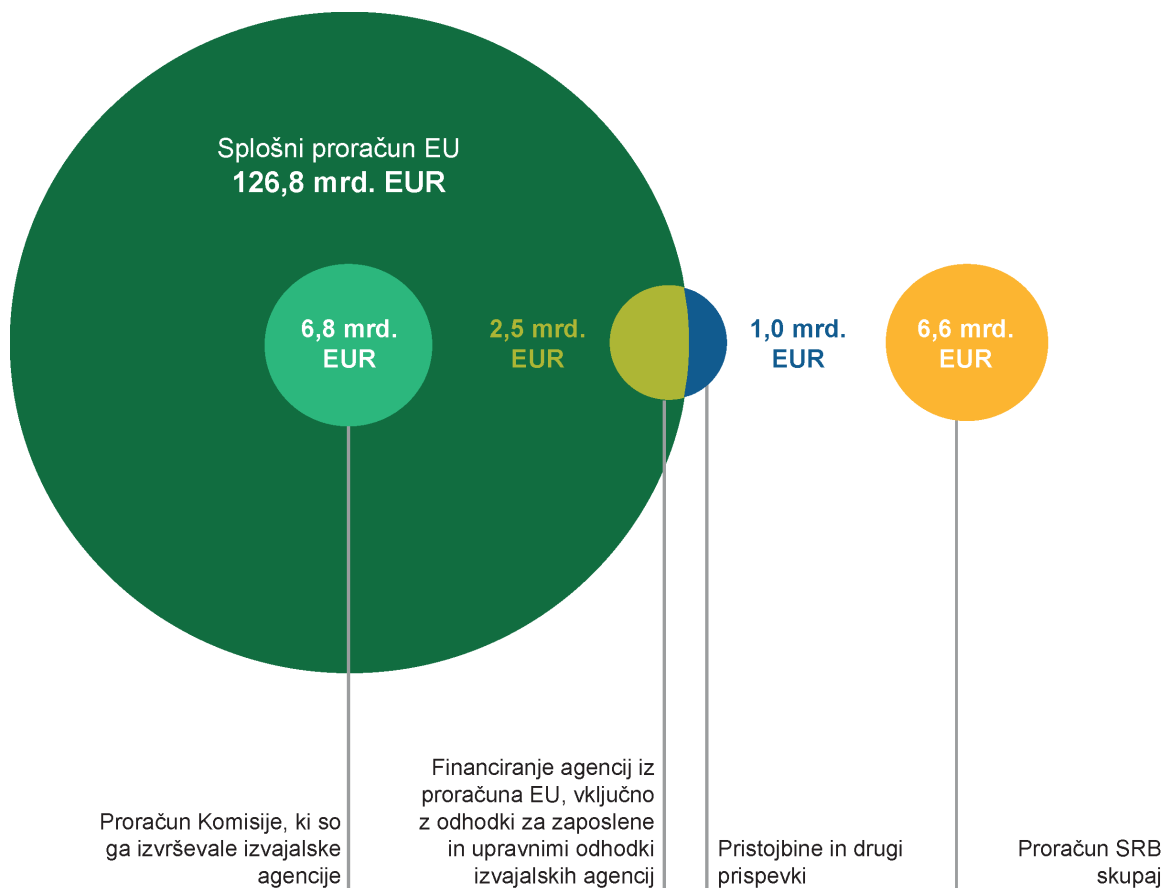 Splošni proračun EU
126,8 mrd. EUR
6,8 mrd.
EUR
2,5 mrd.
EUR
1,0 mrd.
EUR
6,6 mrd.
EUR
Proračun Komisije, ki so
ga izvrševale izvajalske
agencije
Financiranje agencij iz
proračuna EU, vključno
z odhodki za zaposlene
in upravnimi odhodki
izvajalskih agencij
Pristojbine in drugi
prispevki
Proračun SRB
skupaj